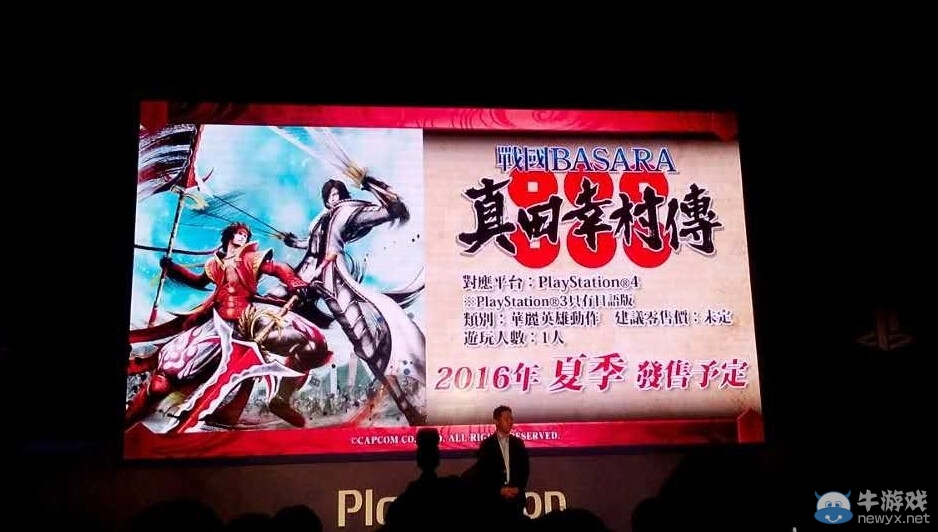 戰國BASARA
真田幸村傳
對應平台：PlayStation®4
※PlayStation®3只有日語版
類別：華麗英雄動作 建議零售價：未定
遊玩人數：1人
2016年 夏季 發售予定
©CAPCOM CO., LTD. ALL RIGHTS RESERVED.
牛游戏
newyx.net